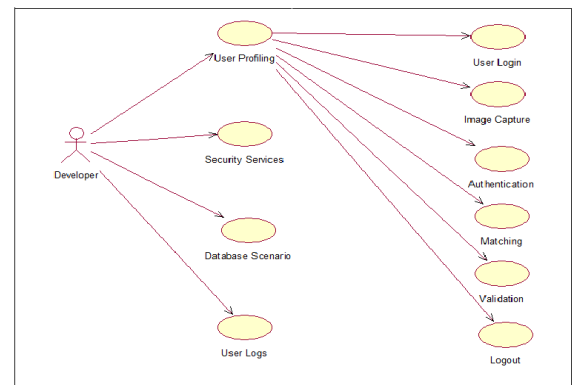 User Profiling
User Login
Image Capture
Developer
Security Services
Authentication
Matching
Database Scenario
Validation
User Logs
Logout